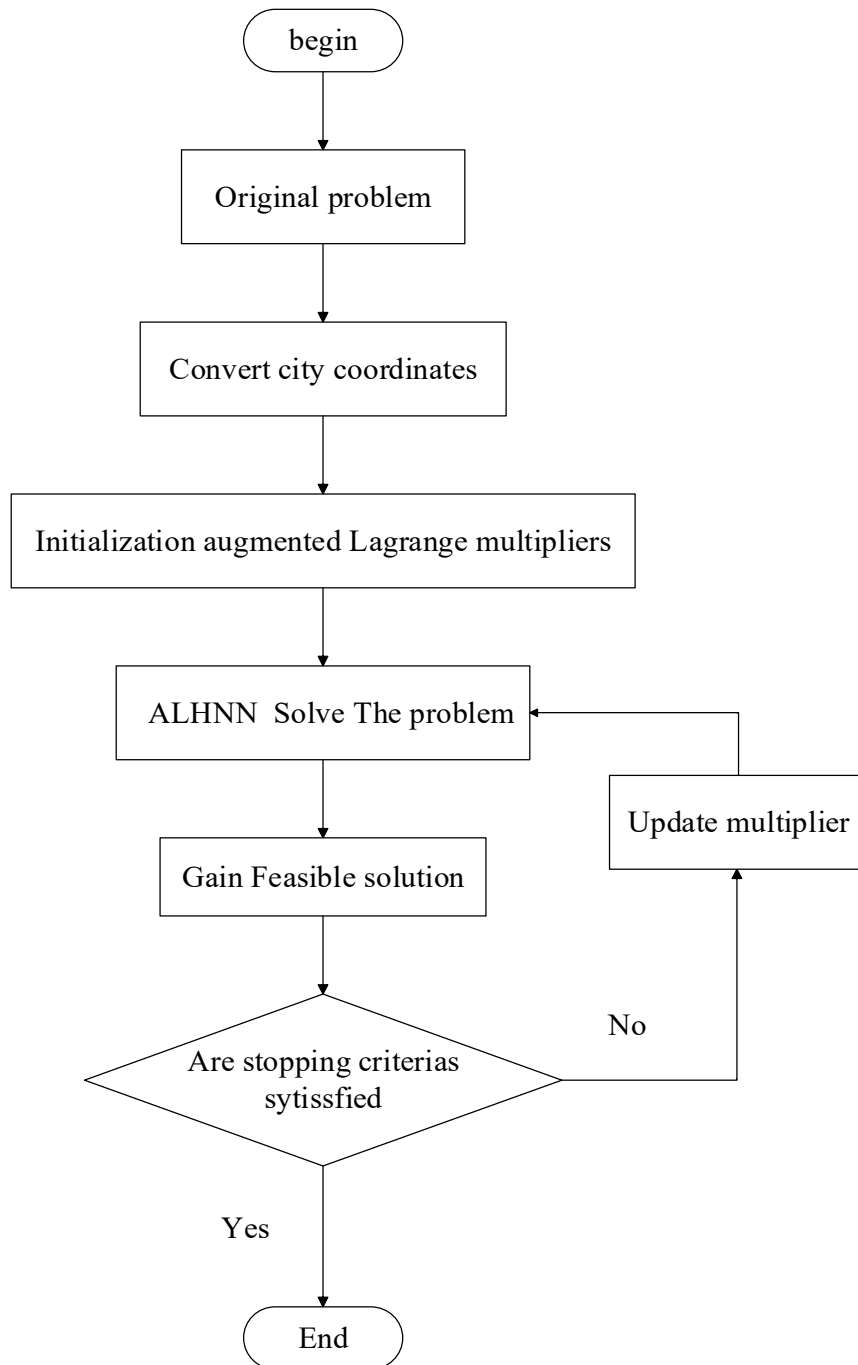 begin
Original problem
Convert city coordinates
Initialization augmented Lagrange multipliers
ALHNN Solve The problem
Update multiplier
Gain Feasible solution
No
Are stopping criterias
sytissfied
Yes
End